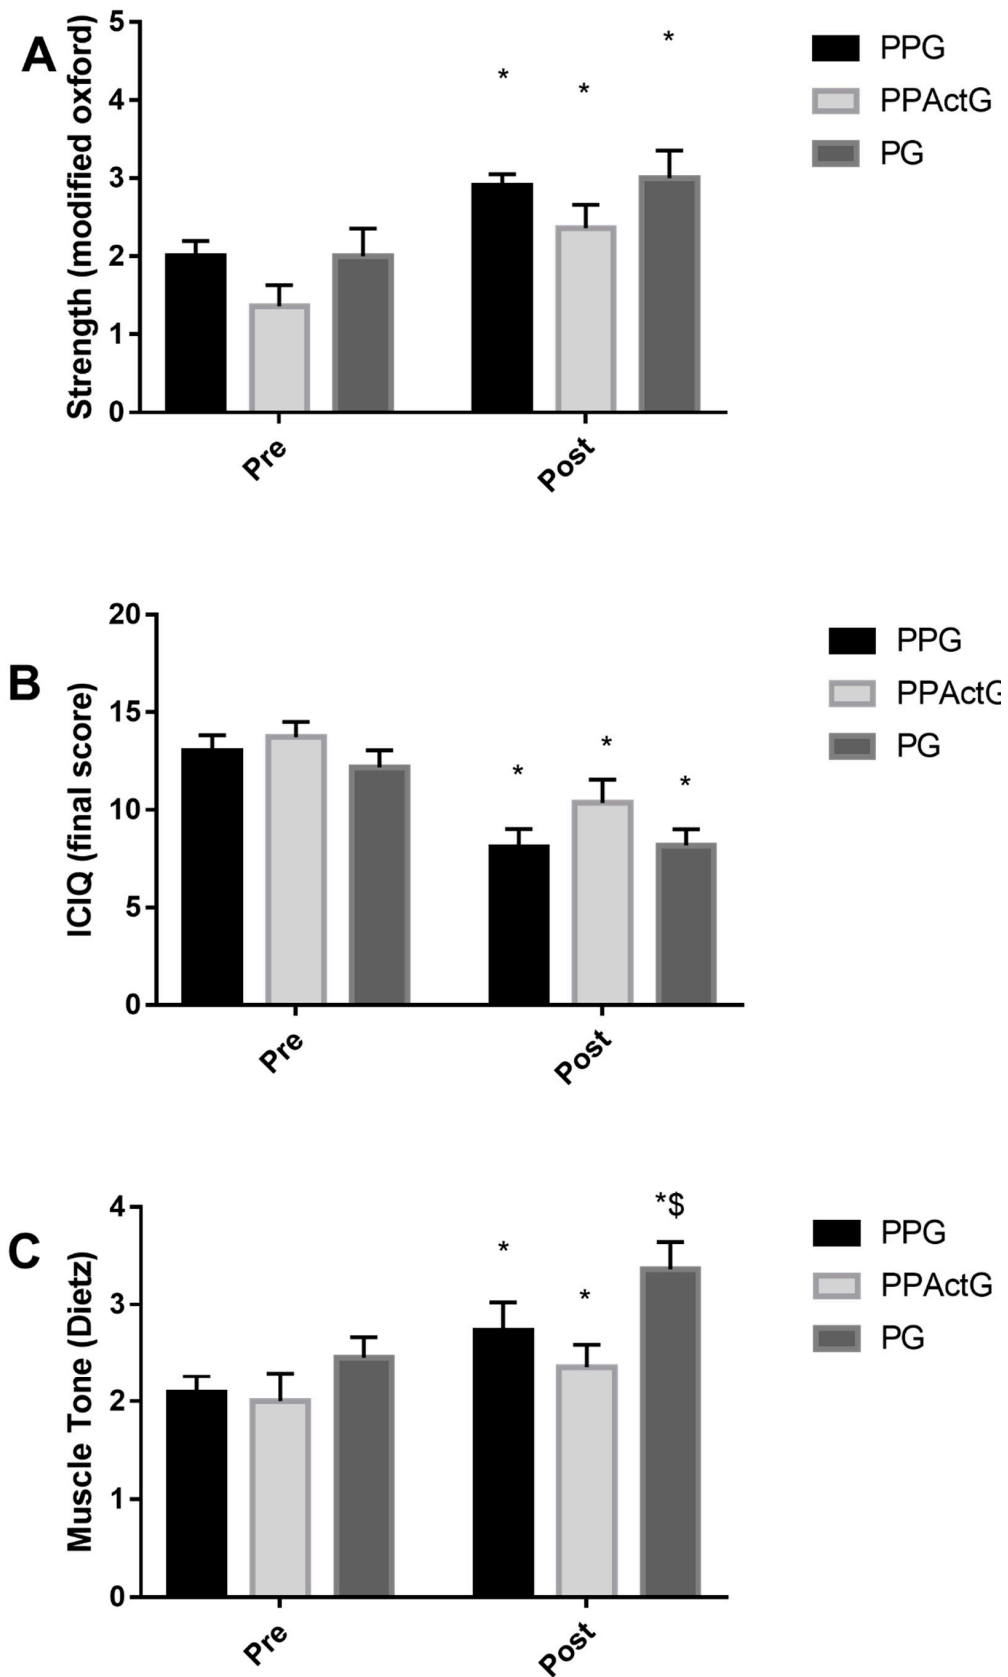 A
Strength (modified oxford)
5
4
3
2
1
0
*
*
*
Pre
Post
PPG
PPActG
PG
B
ICIQ (final score)
20
15
10
5
0
*
*
*
Pre
Post
PPG
PPActG
PG
C
Muscle Tone (Dietz)
4
3
2
1
0
*
*
*$
Pre
Post
PPG
PPActG
PG